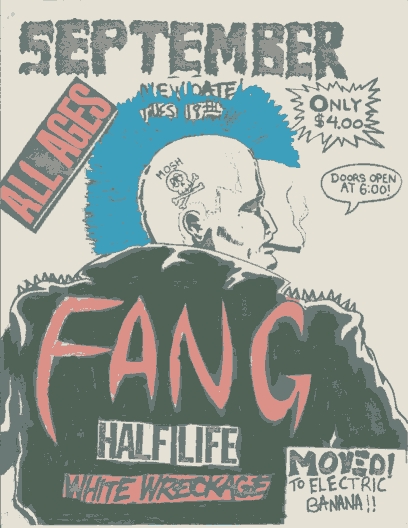 SEPTEMBER
NEW DATE
TUES 18TH
ONLY
$4.00
ALL AGES
MOSH
DOORS OPEN
AT 6:00!
FANG
HALF LIFE
WHITE WRECKAGE
MOVED!
TO ELECTRIC
BANANA!!